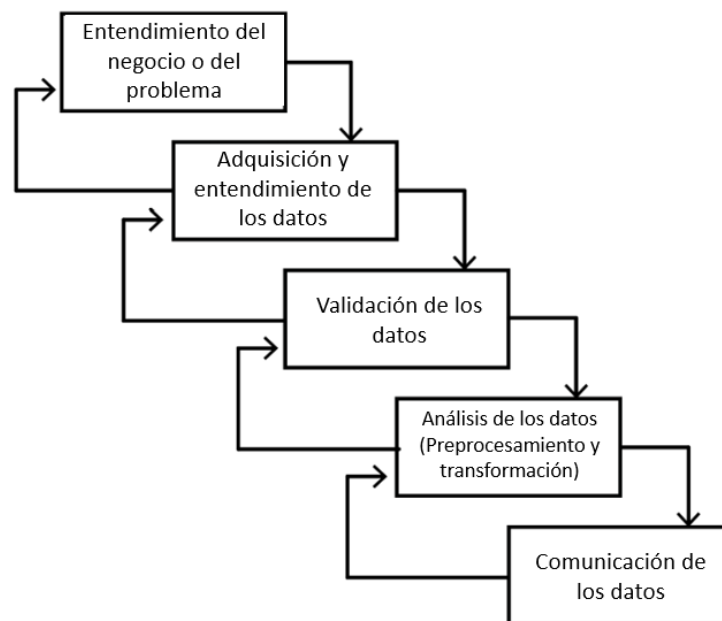 Entendimiento del
negocio o del
problema
Adquisición y
entendimiento de
los datos
Validación de los
datos
Análisis de los datos
(Preprocesamiento y
transformación)
Comunicación de
los datos